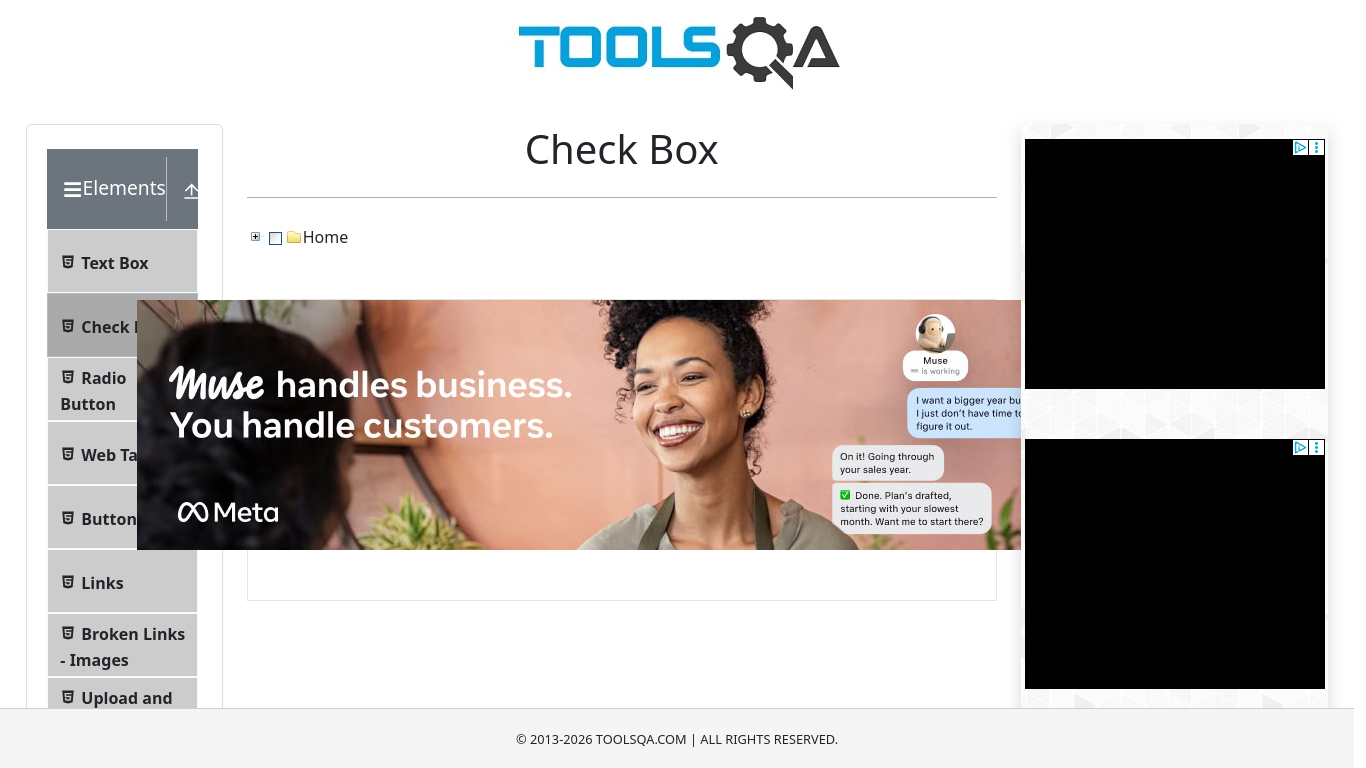 TOOLSQA
Check Box
Elements
Home
Text Box
Check
Radio
Button
Web Ta
Button
Links
Broken Links
- Images
Upload and
Muse handles business.
You handle customers.
Meta
Muse
is working
I want a bigger year bu
I just don't have time to
figure it out.
On it! Going through
your sales year.
✅ Done. Plan's drafted,
starting with your slowest
month. Want me to start there?
© 2013-2026 TOOLSQA.COM | ALL RIGHTS RESERVED.